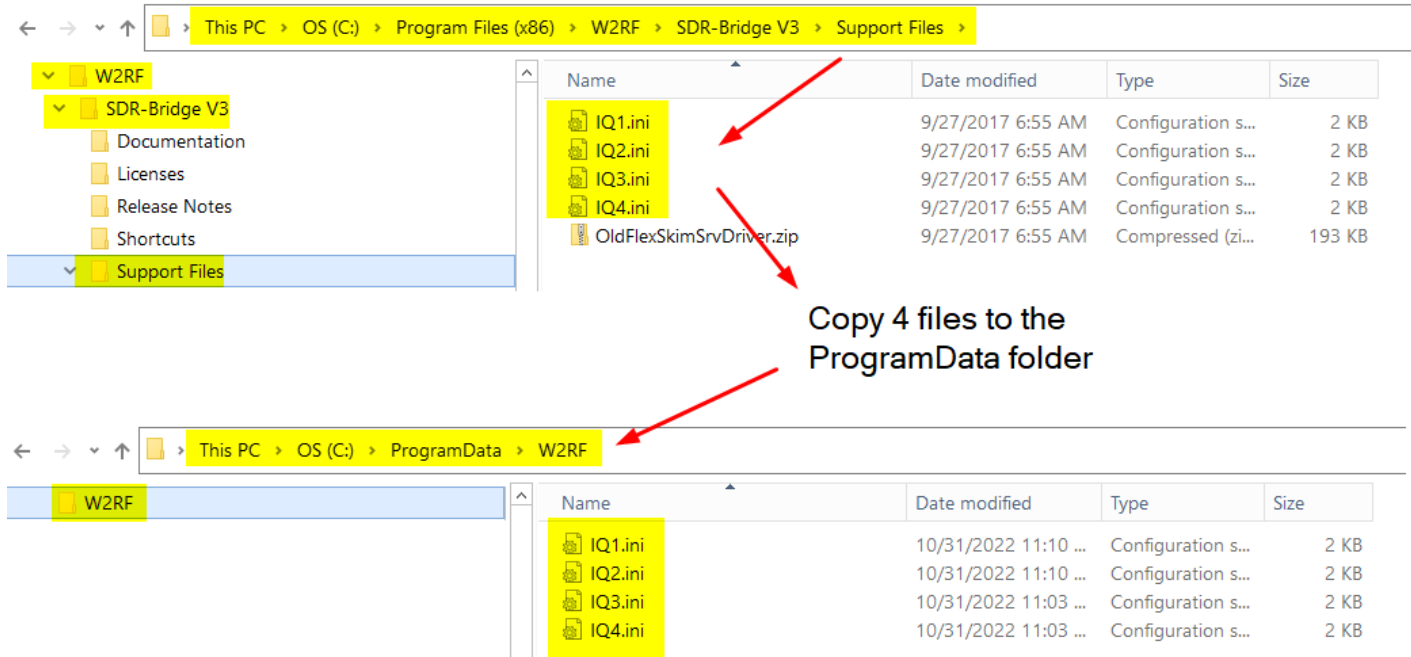 This PC > OS (C:) > Program Files (x86) > W2RF > SDR-Bridge V3 > Support Files >
W2RF
SDR-Bridge V3
Documentation
Licenses
Release Notes
Shortcuts
Support Files
Name Date modified Type Size
IQ1.ini 9/27/2017 6:55 AM Configuration s... 2 KB
IQ2.ini 9/27/2017 6:55 AM Configuration s... 2 KB
IQ3.ini 9/27/2017 6:55 AM Configuration s... 2 KB
IQ4.ini 9/27/2017 6:55 AM Configuration s... 2 KB
OldFlexSkimSrvDriver.zip 9/27/2017 6:55 AM Compressed (zi... 193 KB
Copy 4 files to the
ProgramData folder
This PC > OS (C:) > ProgramData > W2RF
W2RF
Name Date modified Type Size
IQ1.ini 10/31/2022 11:10 ... Configuration s... 2 KB
IQ2.ini 10/31/2022 11:10 ... Configuration s... 2 KB
IQ3.ini 10/31/2022 11:03 ... Configuration s... 2 KB
IQ4.ini 10/31/2022 11:03 ... Configuration s... 2 KB